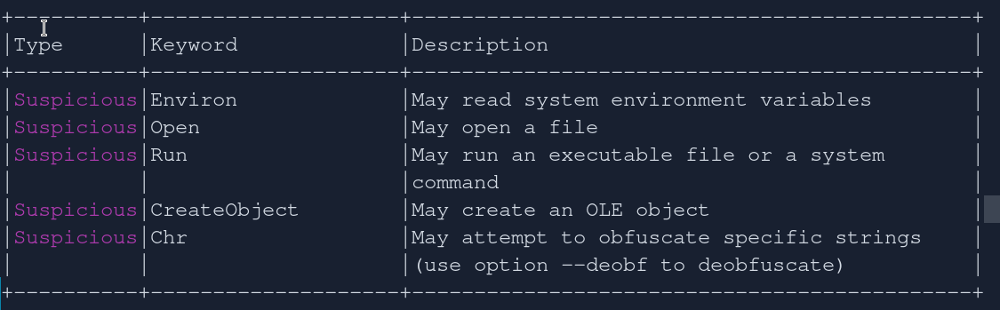 +----------+--------------------+---------------------------------------------+
|Type      |Keyword             |Description                                  |
+----------+--------------------+---------------------------------------------+
|Suspicious|Environ             |May read system environment variables        |
|Suspicious|Open                |May open a file                              |
|Suspicious|Run                 |May run an executable file or a system       |
|          |                    |command                                      |
|Suspicious|CreateObject        |May create an OLE object                     |
|Suspicious|Chr                 |May attempt to obfuscate specific strings    |
|          |                    |(use option --deobf to deobfuscate)          |
+----------+--------------------+---------------------------------------------+